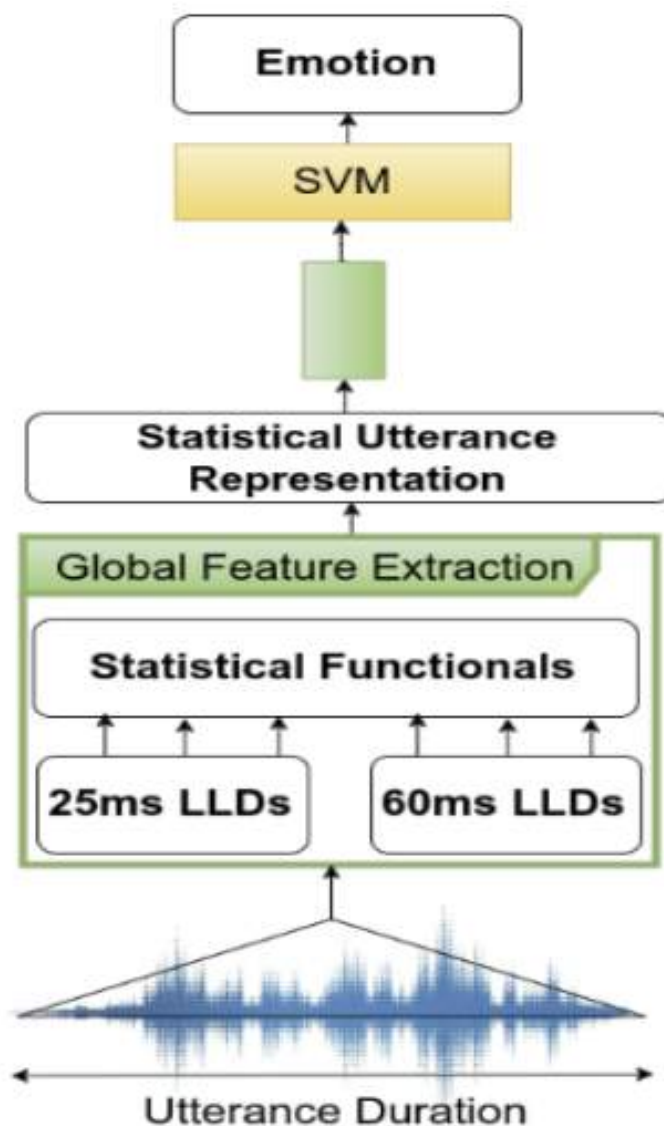 Emotion
SVM
Statistical Utterance
Representation
Global Feature Extraction
Statistical Functionals
25ms LLDs
60ms LLDs
Utterance Duration